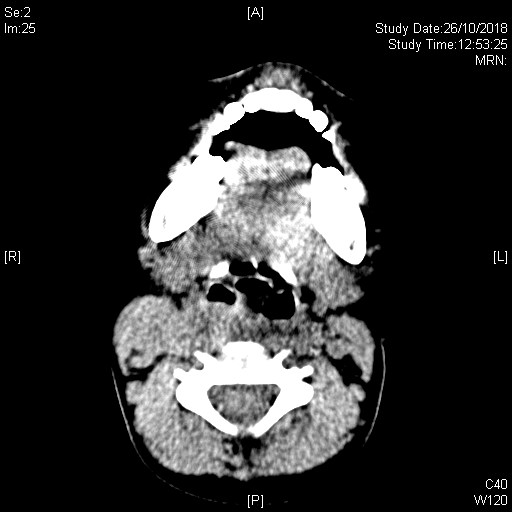 Se:2
Im:25
[A]
Study Date:26/10/2018
Study Time:12:53:25
MRN:
[R]
[L]
[P]
C40
W120